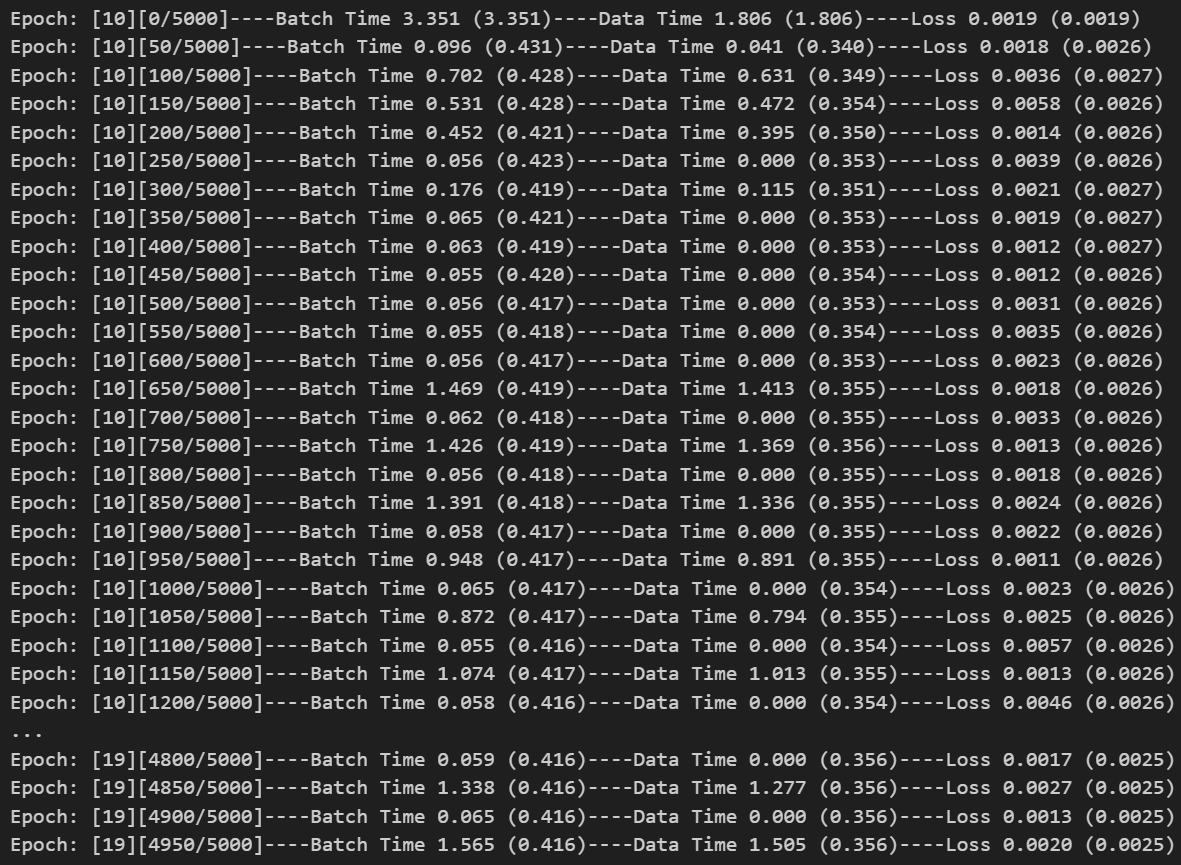 Epoch: [10][0/5000]----Batch Time 3.351 (3.351)----Data Time 1.806 (1.806)----Loss 0.0019 (0.0019)
Epoch: [10][50/5000]----Batch Time 0.096 (0.431)----Data Time 0.041 (0.340)----Loss 0.0018 (0.0026)
Epoch: [10][100/5000]----Batch Time 0.702 (0.428)----Data Time 0.631 (0.349)----Loss 0.0036 (0.0027)
Epoch: [10][150/5000]----Batch Time 0.531 (0.428)----Data Time 0.472 (0.354)----Loss 0.0058 (0.0026)
Epoch: [10][200/5000]----Batch Time 0.452 (0.421)----Data Time 0.395 (0.350)----Loss 0.0014 (0.0026)
Epoch: [10][250/5000]----Batch Time 0.056 (0.423)----Data Time 0.000 (0.353)----Loss 0.0039 (0.0026)
Epoch: [10][300/5000]----Batch Time 0.176 (0.419)----Data Time 0.115 (0.351)----Loss 0.0021 (0.0027)
Epoch: [10][350/5000]----Batch Time 0.065 (0.421)----Data Time 0.000 (0.353)----Loss 0.0019 (0.0027)
Epoch: [10][400/5000]----Batch Time 0.063 (0.419)----Data Time 0.000 (0.353)----Loss 0.0012 (0.0027)
Epoch: [10][450/5000]----Batch Time 0.055 (0.420)----Data Time 0.000 (0.354)----Loss 0.0012 (0.0026)
Epoch: [10][500/5000]----Batch Time 0.056 (0.417)----Data Time 0.000 (0.353)----Loss 0.0031 (0.0026)
Epoch: [10][550/5000]----Batch Time 0.055 (0.418)----Data Time 0.000 (0.354)----Loss 0.0035 (0.0026)
Epoch: [10][600/5000]----Batch Time 0.056 (0.417)----Data Time 0.000 (0.353)----Loss 0.0023 (0.0026)
Epoch: [10][650/5000]----Batch Time 1.469 (0.419)----Data Time 1.413 (0.355)----Loss 0.0018 (0.0026)
Epoch: [10][700/5000]----Batch Time 0.062 (0.418)----Data Time 0.000 (0.355)----Loss 0.0033 (0.0026)
Epoch: [10][750/5000]----Batch Time 1.426 (0.419)----Data Time 1.369 (0.356)----Loss 0.0013 (0.0026)
Epoch: [10][800/5000]----Batch Time 0.056 (0.418)----Data Time 0.000 (0.355)----Loss 0.0018 (0.0026)
Epoch: [10][850/5000]----Batch Time 1.391 (0.418)----Data Time 1.336 (0.355)----Loss 0.0024 (0.0026)
Epoch: [10][900/5000]----Batch Time 0.058 (0.417)----Data Time 0.000 (0.355)----Loss 0.0022 (0.0026)
Epoch: [10][950/5000]----Batch Time 0.948 (0.417)----Data Time 0.891 (0.355)----Loss 0.0011 (0.0026)
Epoch: [10][1000/5000]----Batch Time 0.065 (0.417)----Data Time 0.000 (0.354)----Loss 0.0023 (0.0026)
Epoch: [10][1050/5000]----Batch Time 0.872 (0.417)----Data Time 0.794 (0.355)----Loss 0.0025 (0.0026)
Epoch: [10][1100/5000]----Batch Time 0.055 (0.416)----Data Time 0.000 (0.354)----Loss 0.0057 (0.0026)
Epoch: [10][1150/5000]----Batch Time 1.074 (0.417)----Data Time 1.013 (0.355)----Loss 0.0013 (0.0026)
Epoch: [10][1200/5000]----Batch Time 0.058 (0.416)----Data Time 0.000 (0.354)----Loss 0.0046 (0.0026)
...
Epoch: [19][4800/5000]----Batch Time 0.059 (0.416)----Data Time 0.000 (0.356)----Loss 0.0017 (0.0025)
Epoch: [19][4850/5000]----Batch Time 1.338 (0.416)----Data Time 1.277 (0.356)----Loss 0.0027 (0.0025)
Epoch: [19][4900/5000]----Batch Time 0.065 (0.416)----Data Time 0.000 (0.356)----Loss 0.0013 (0.0025)
Epoch: [19][4950/5000]----Batch Time 1.565 (0.416)----Data Time 1.505 (0.356)----Loss 0.0020 (0.0025)